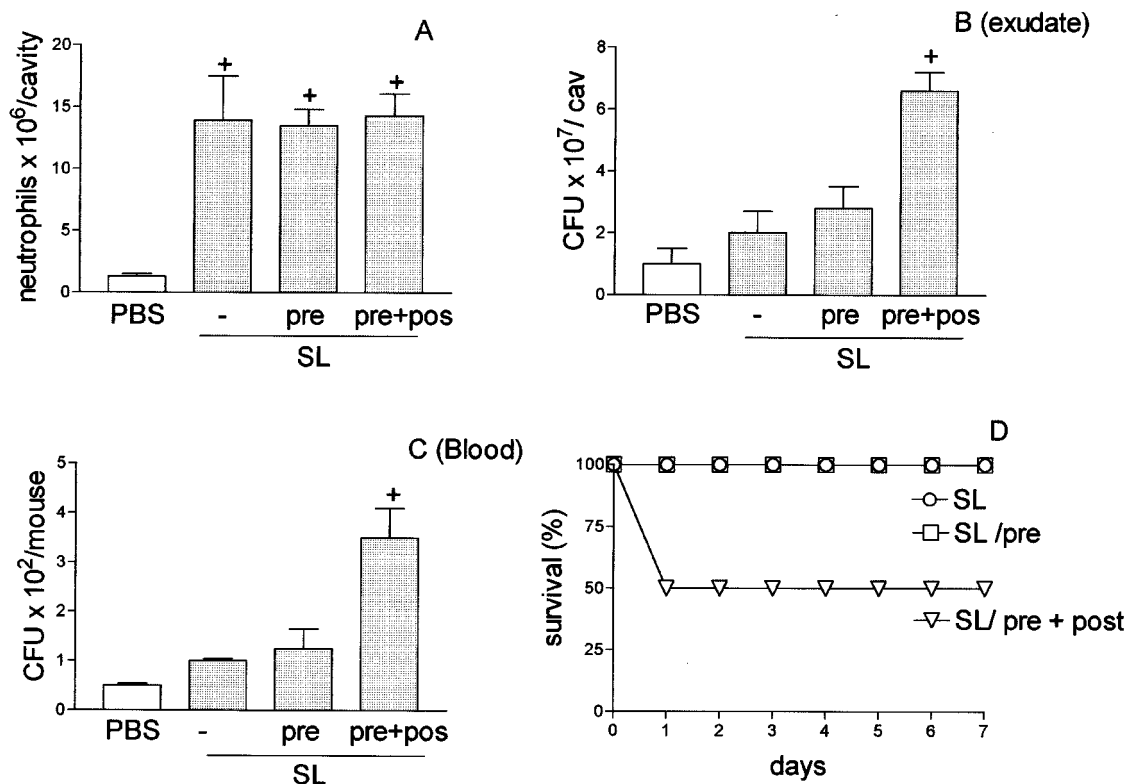 A
neutrophils x 10⁶/cavity
20
15
10
5
0
+
+
+
PBS
-
pre
pre+pos
SL
B (exudate)
CFU x 10⁷/ cav
8
6
4
2
0
+
PBS
-
pre
pre+pos
SL
C (Blood)
CFU x 10²/mouse
5
4
3
2
1
0
+
PBS
-
pre
pre+pos
SL
D
survival (%)
100
75
50
25
0
0 1 2 3 4 5 6 7
days
SL
SL /pre
SL/ pre + post